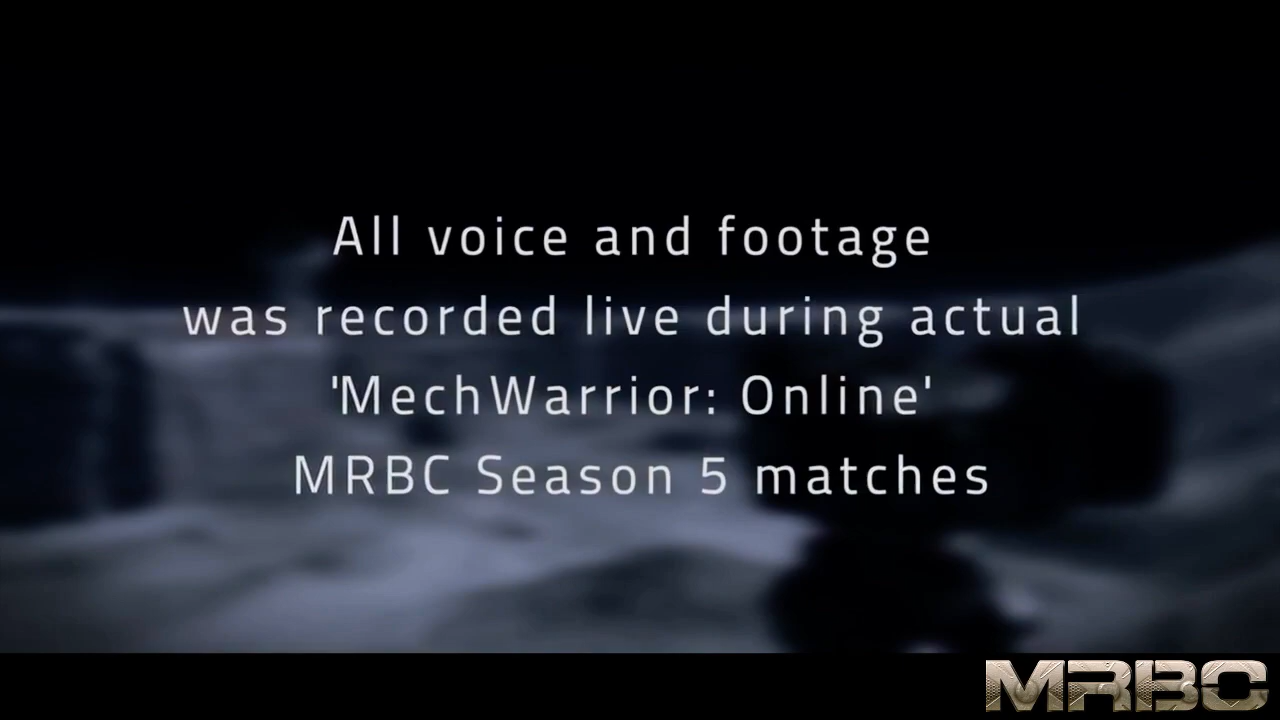 All voice and footage
was recorded live during actual
'MechWarrior: Online'
MRBC Season 5 matches
MRBC